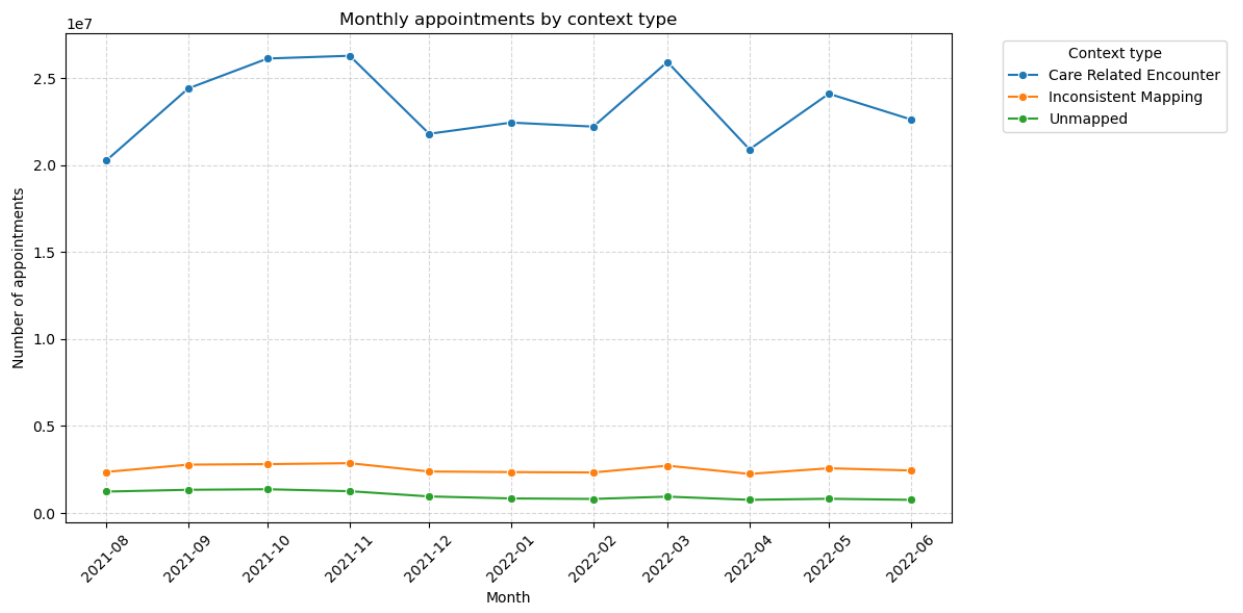 Monthly appointments by context type
1e7
Number of appointments
2.5
2.0
1.5
1.0
0.5
0.0
2021-08
2021-09
2021-10
2021-11
2021-12
2022-01
2022-02
2022-03
2022-04
2022-05
2022-06
Month
Context type
Care Related Encounter
Inconsistent Mapping
Unmapped